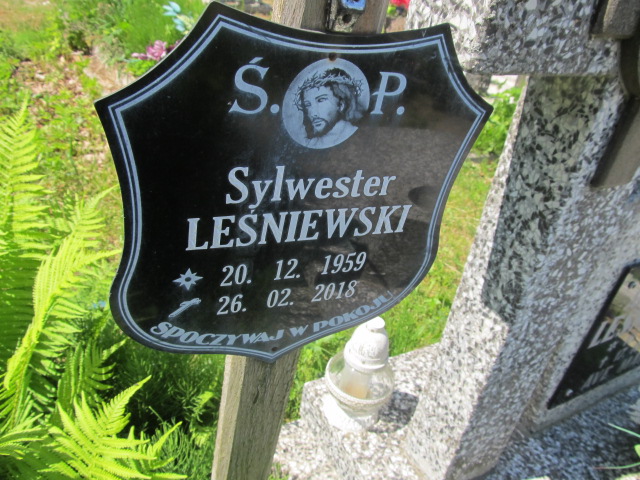 Ś. P.
Sylwester
LEŚNIEWSKI
20. 12. 1959
26. 02. 2018
SPOCZYWAJ W POKOJU